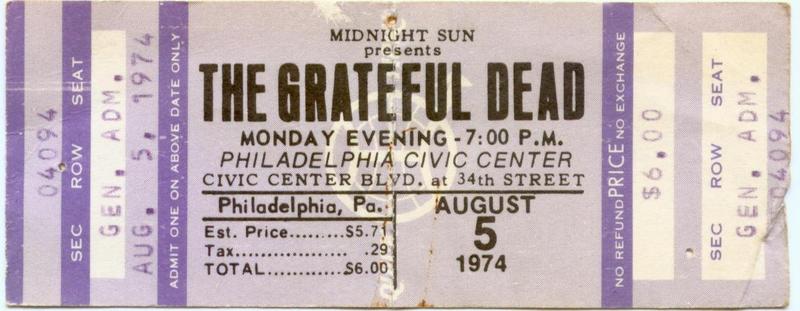 SEC ROW SEAT
04094
GEN. ADM.
AUG. 5, 1974
ADMIT ONE ON ABOVE DATE ONLY
MIDNIGHT SUN
presents
THE GRATEFUL DEAD
MONDAY EVENING-7:00 P.M.
PHILADELPHIA CIVIC CENTER
CIVIC CENTER BLVD. at 34th STREET
Philadelphia, Pa.
Est. Price.........$5.71
Tax.................... .29
TOTAL............$6.00
AUGUST
5
1974
NO REFUND PRICE NO EXCHANGE
$6.00
SEC ROW SEAT
GEN. ADM.
04094